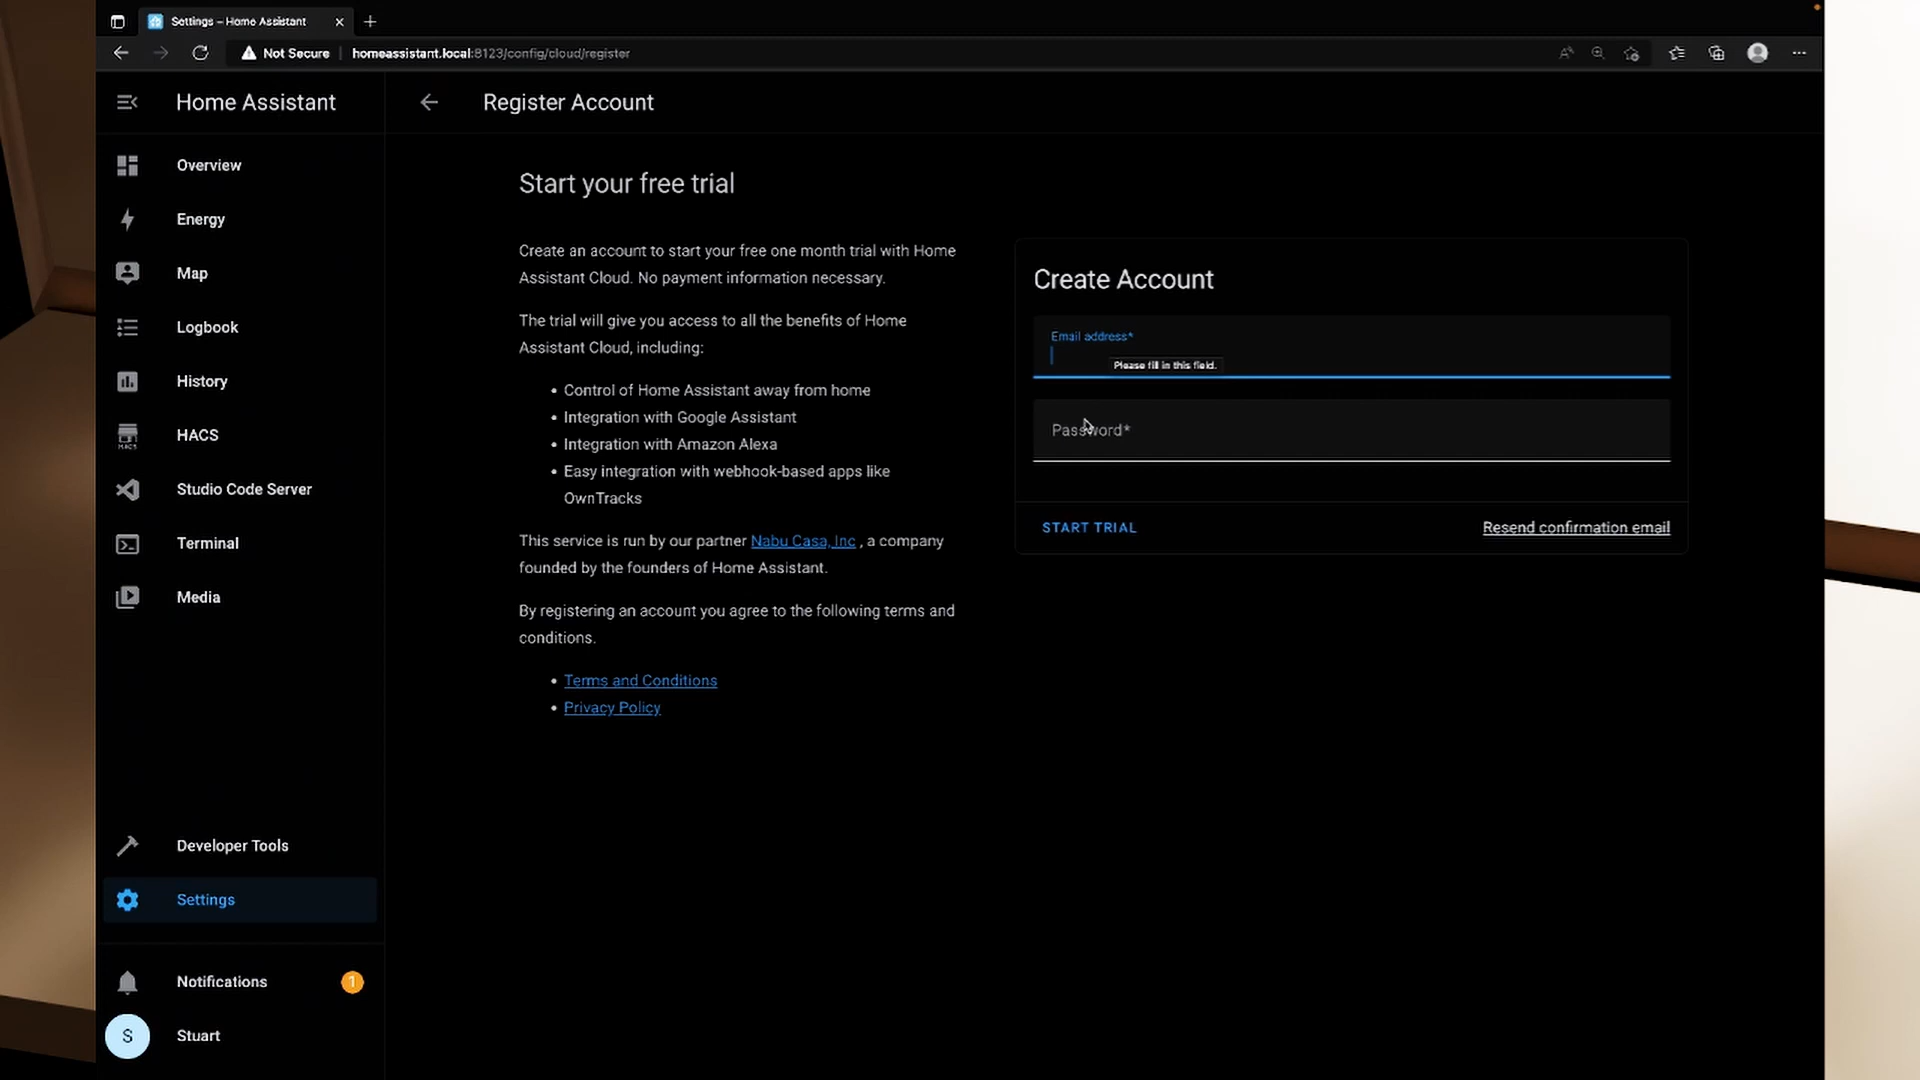 Settings – Home Assistant
Not Secure
homeassistant.local:8123/config/cloud/register
Home Assistant
Register Account
Overview
Energy
Map
Logbook
History
HACS
HACS
Studio Code Server
Terminal
Media
Developer Tools
Settings
Notifications
1
S
Stuart
Start your free trial
Create an account to start your free one month trial with Home
Assistant Cloud. No payment information necessary.
The trial will give you access to all the benefits of Home
Assistant Cloud, including:
• Control of Home Assistant away from home
• Integration with Google Assistant
• Integration with Amazon Alexa
• Easy integration with webhook-based apps like
OwnTracks
This service is run by our partner Nabu Casa, Inc , a company
founded by the founders of Home Assistant.
By registering an account you agree to the following terms and
conditions.
• Terms and Conditions
• Privacy Policy
Create Account
Email address*
Please fill in this field.
Password*
START TRIAL
Resend confirmation email